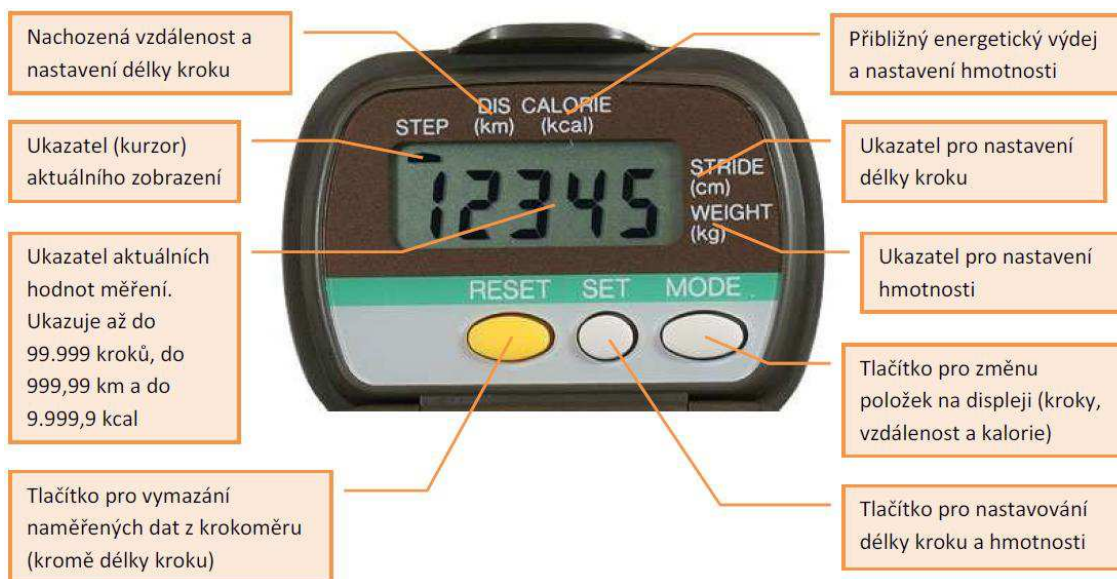 Nachozená vzdálenost a
nastavení délky kroku
Ukazatel (kurzor)
aktuálního zobrazení
Ukazatel aktuálních
hodnot měření.
Ukazuje až do
99.999 kroků, do
999,99 km a do
9.999,9 kcal
Tlačítko pro vymazání
naměřených dat z krokoměru
(kromě délky kroku)
STEP
DIS
(km)
CALORIE
(kcal)
12345
STRIDE
(cm)
WEIGHT
(kg)
RESET SET MODE
Přibližný energetický výdej
a nastavení hmotnosti
Ukazatel pro nastavení
délky kroku
Ukazatel pro nastavení
hmotnosti
Tlačítko pro změnu
položek na displeji (kroky,
vzdálenost a kalorie)
Tlačítko pro nastavování
délky kroku a hmotnosti